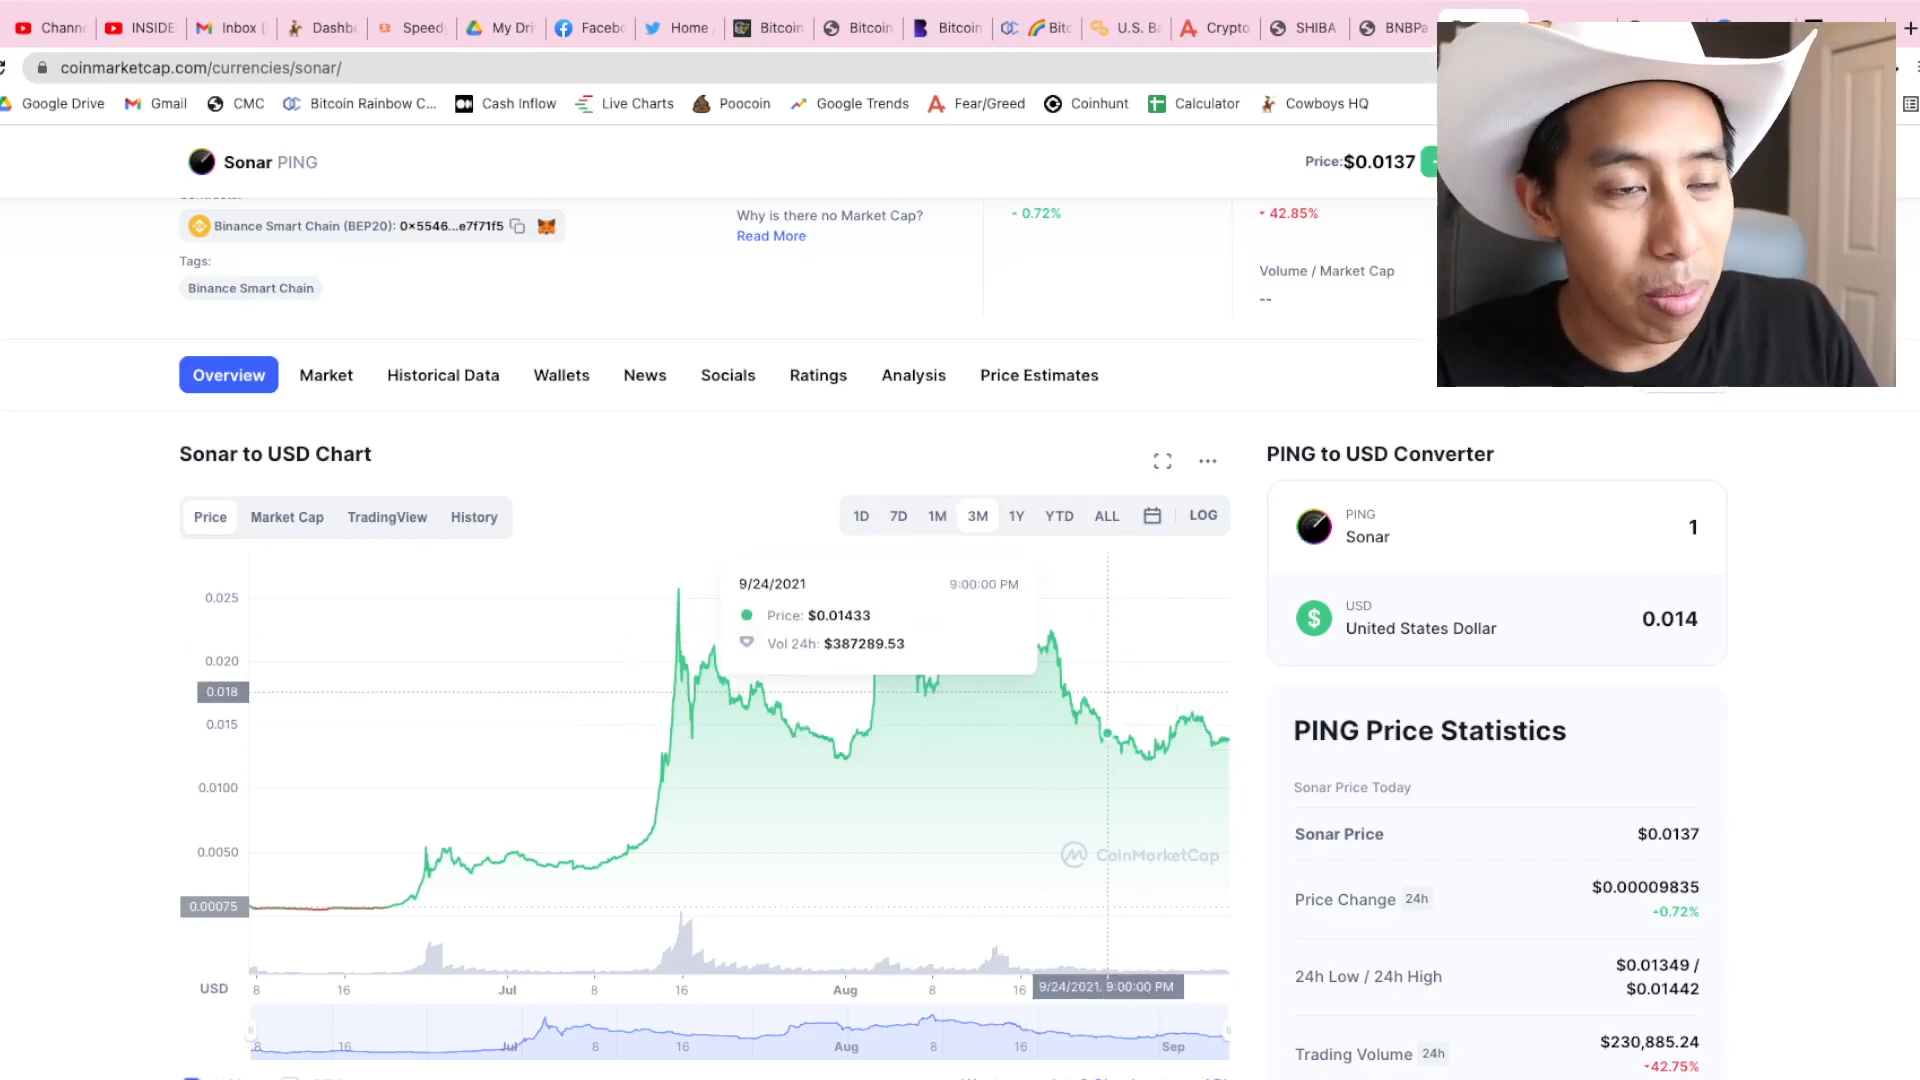 Chann INSIDE Inbox ( Dashb Speed My Dri Facebo Home Bitcoin Bitcoin Bitcoin Bitc U.S. Ba Crypto SHIBA BNBPa
coinmarketcap.com/currencies/sonar/
Google Drive Gmail CMC Bitcoin Rainbow C... Cash Inflow Live Charts Poocoin Google Trends Fear/Greed Coinhunt Calculator Cowboys HQ
Sonar PING
Price:$0.0137
Binance Smart Chain (BEP20): 0x5546...e7f71f5
Why is there no Market Cap?
Read More
- 0.72%
42.85%
Tags:
Binance Smart Chain
Volume / Market Cap
--
Overview Market Historical Data Wallets News Socials Ratings Analysis Price Estimates
Sonar to USD Chart
Price Market Cap TradingView History
1D 7D 1M 3M 1Y YTD ALL LOG
9/24/2021 9:00:00 PM
Price: $0.01433
Vol 24h: $387289.53
0.025
0.020
0.018
0.015
0.0100
0.0050
0.00075
CoinMarketCap
USD 8 16 Jul 8 16 Aug 8 16 9/24/2021, 9:00:00 PM
8 16 Jul 8 16 Aug 8 16 Sep
PING to USD Converter
PING
Sonar
1
USD
United States Dollar
0.014
PING Price Statistics
Sonar Price Today
Sonar Price $0.0137
Price Change 24h
$0.00009835
-0.72%
24h Low / 24h High
$0.01349 /
$0.01442
Trading Volume 24h
$230,885.24
-42.75%